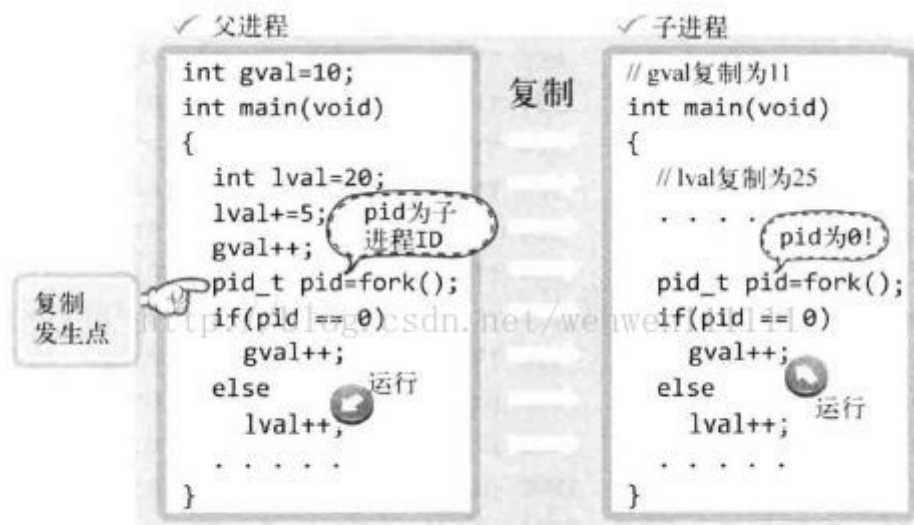 ✓ 父进程
int gval=10;
int main(void)
{
int lval=20;
lval+=5;
gval++;
pid为子
进程ID
pid_t pid=fork();
if(pid == 0)
gval++;
else
lval++;
. . . . .
}
复制
发生点
运行
复制
✓ 子进程
// gval复制为11
int main(void)
{
// lval复制为25
. . . .
pid为0!
pid_t pid=fork();
if(pid == 0)
gval++;
else
lval++;
. . . . .
}
运行